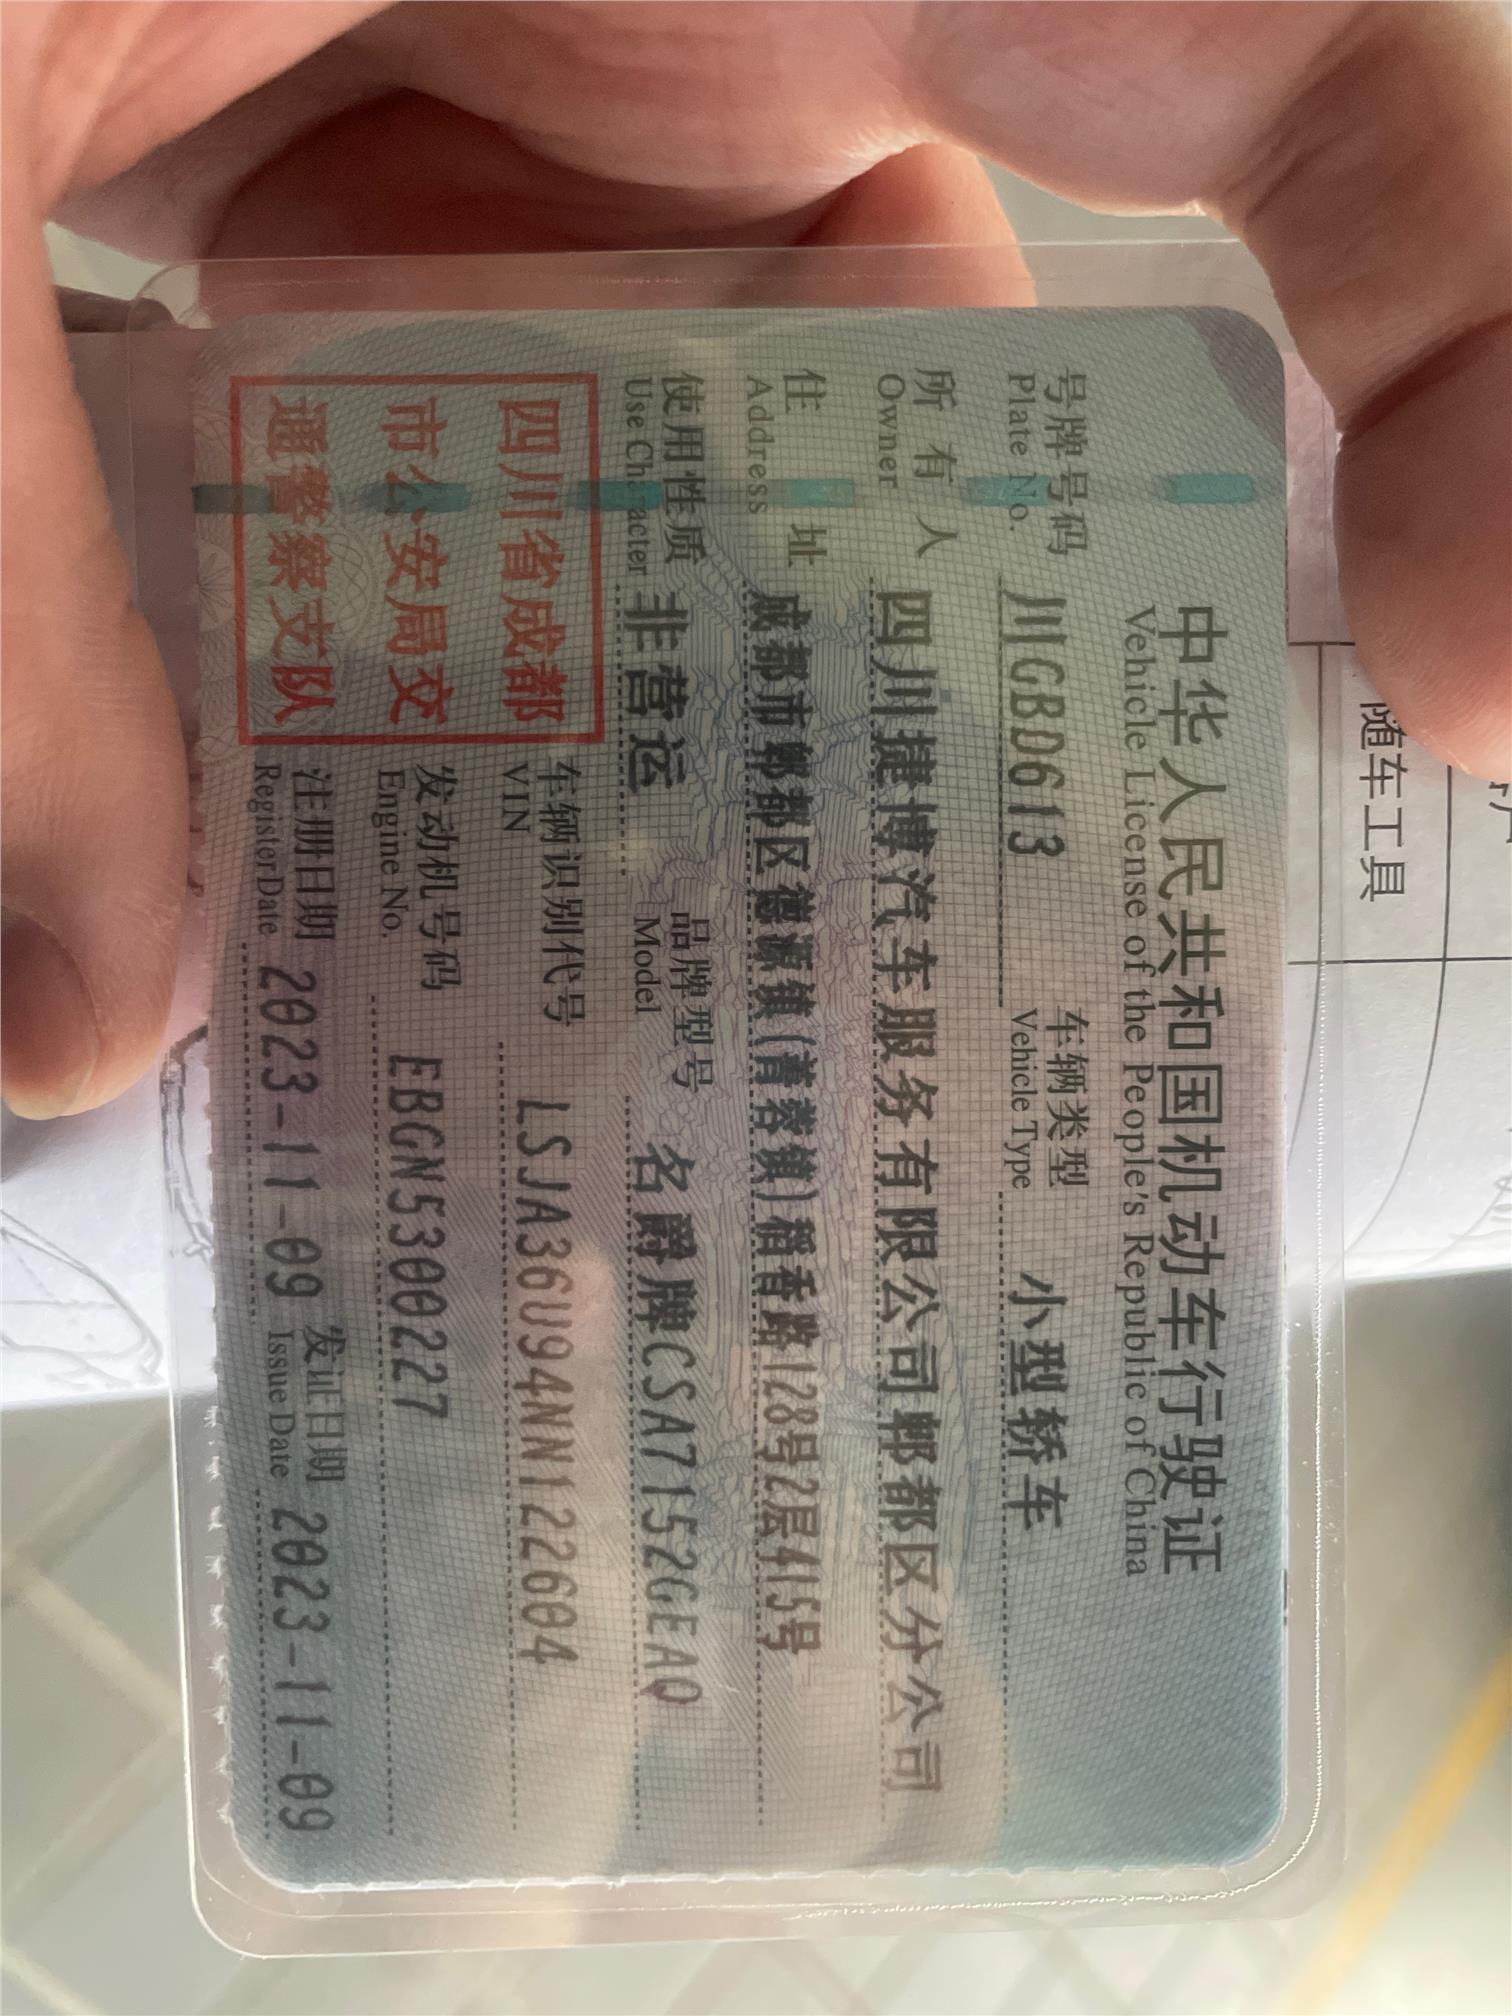 中华人民共和国机动车行驶证
Vehicle License of the People's Republic of China
号牌号码 川GBD613 车辆类型 小型轿车
Plate No. Vehicle Type
所有人 四川捷博汽车服务有限公司郫都区分公司
Owner
住址 成都市郫都区德源镇(菁蓉镇)稻香路128号2层415号
Address
使用性质 非营运 品牌型号 名爵牌CSA7152GEAQ
Use Character Model
四川省成都
市公安局交
通警察支队
车辆识别代号 LSJA36U94NN122604
VIN
发动机号码 EBGN5300227
Engine No.
注册日期 2023-11-09 发证日期 2023-11-09
Register Date Issue Date
随车工具